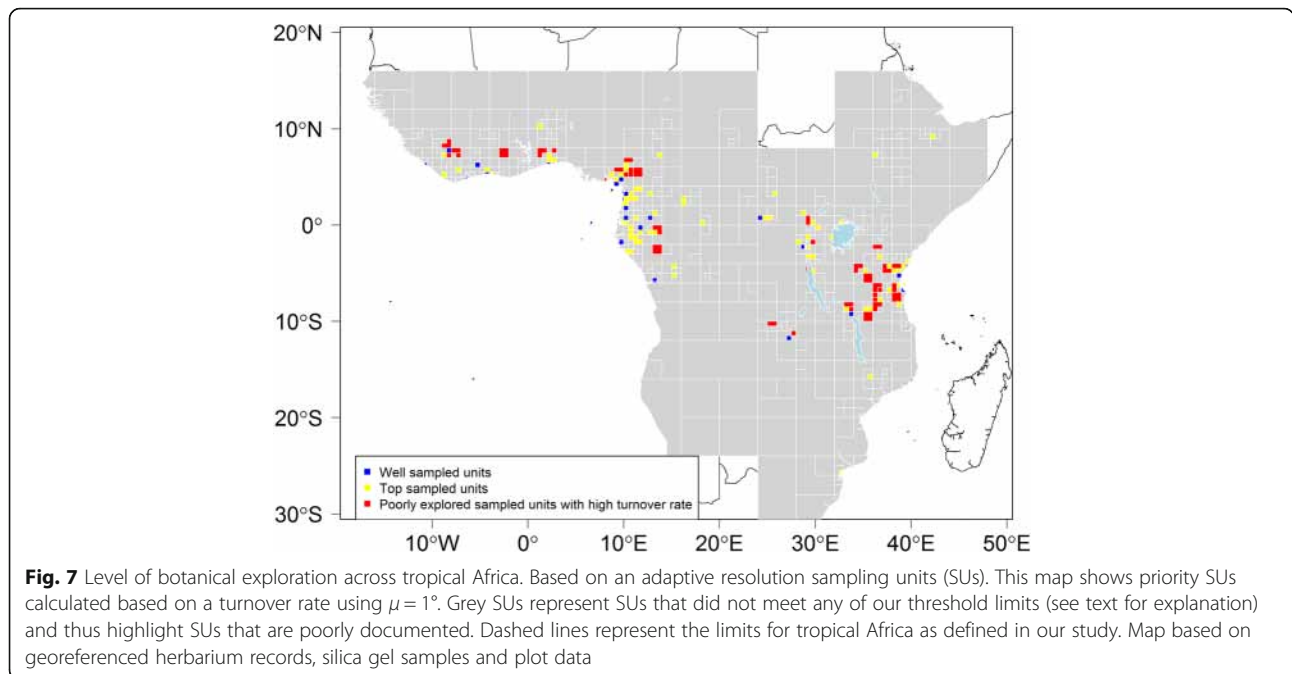 20°N
10°N
0°
10°S
20°S
30°S
Well sampled units
Top sampled units
Poorly explored sampled units with high turnover rate
10°W 0° 10°E 20°E 30°E 40°E 50°E
Fig. 7 Level of botanical exploration across tropical Africa. Based on an adaptive resolution sampling units (SUs). This map shows priority SUs
calculated based on a turnover rate using μ = 1°. Grey SUs represent SUs that did not meet any of our threshold limits (see text for explanation)
and thus highlight SUs that are poorly documented. Dashed lines represent the limits for tropical Africa as defined in our study. Map based on
georeferenced herbarium records, silica gel samples and plot data